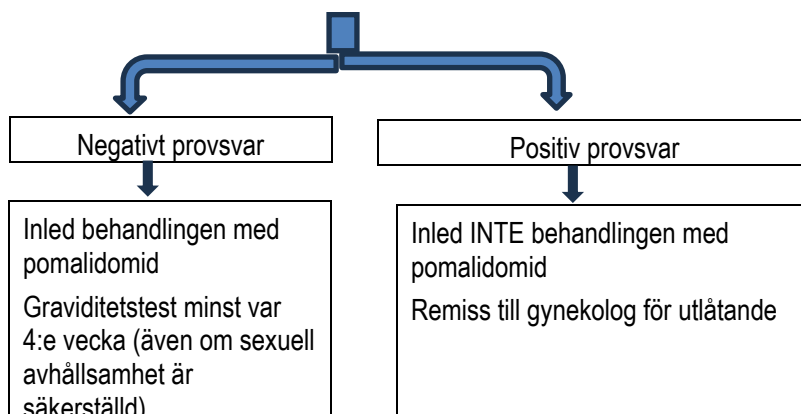 Negativt provsvar
Positiv provsvar
Inled behandlingen med
pomalidomid
Graviditetstest minst var
4:e vecka (även om sexuell
avhållsamhet är
säkerställd)
Inled INTE behandlingen med
pomalidomid
Remiss till gynekolog för utlåtande